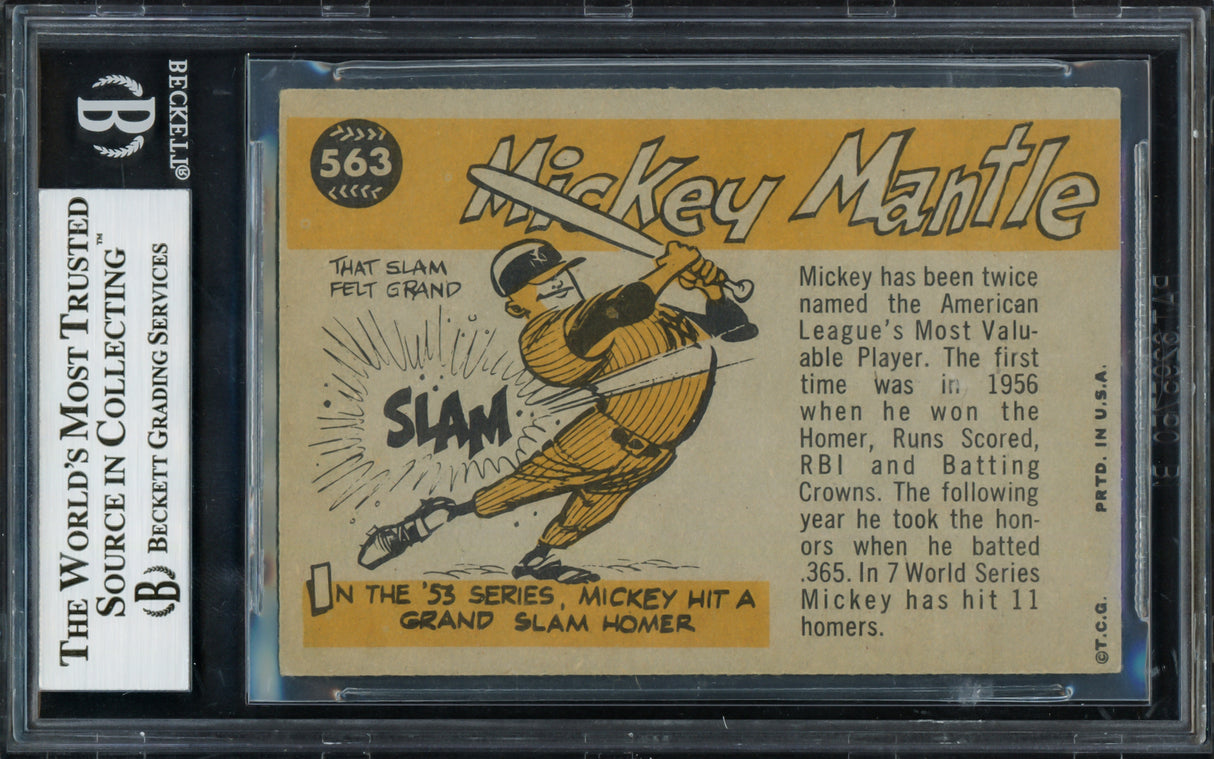 BECKETT®
B
THE WORLD'S MOST TRUSTED
SOURCE IN COLLECTING™
B BECKETT GRADING SERVICES
563
Mickey Mantle
THAT SLAM
FELT GRAND
NY
SLAM
IN THE '53 SERIES, MICKEY HIT A
GRAND SLAM HOMER
Mickey has been twice
named the American
League's Most Valu-
able Player. The first
time was in 1956
when he won the
Homer, Runs Scored,
RBI and Batting
Crowns. The following
year he took the hon-
ors when he batted
.365. In 7 World Series
Mickey has hit 11
homers.
©T.C.G. PRTD. IN U.S.A.